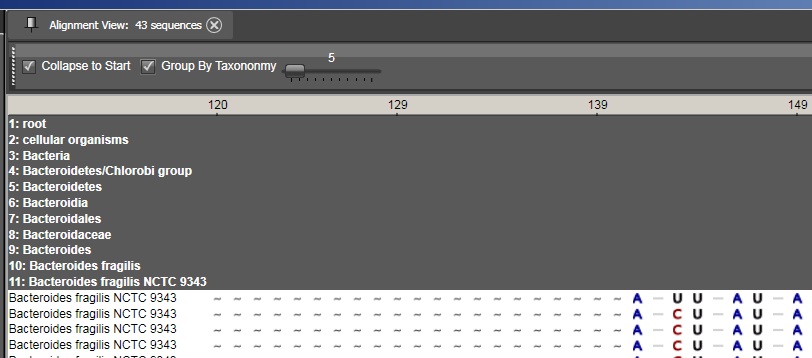 Alignment View: 43 sequences
Collapse to Start Group By Taxononmy 5
120 129 139 149
1: root
2: cellular organisms
3: Bacteria
4: Bacteroidetes/Chlorobi group
5: Bacteroidetes
6: Bacteroidia
7: Bacteroidales
8: Bacteroidaceae
9: Bacteroides
10: Bacteroides fragilis
11: Bacteroides fragilis NCTC 9343
Bacteroides fragilis NCTC 9343 ~ ~ ~ ~ ~ ~ ~ ~ ~ ~ ~ ~ ~ ~ ~ ~ ~ ~ ~ ~ ~ A - U U - A U - A
Bacteroides fragilis NCTC 9343 ~ ~ ~ ~ ~ ~ ~ ~ ~ ~ ~ ~ ~ ~ ~ ~ ~ ~ ~ ~ ~ A - C U - A U - A
Bacteroides fragilis NCTC 9343 ~ ~ ~ ~ ~ ~ ~ ~ ~ ~ ~ ~ ~ ~ ~ ~ ~ ~ ~ ~ ~ A - C U - A U - A
Bacteroides fragilis NCTC 9343 ~ ~ ~ ~ ~ ~ ~ ~ ~ ~ ~ ~ ~ ~ ~ ~ ~ ~ ~ ~ ~ A - C U - A U - A